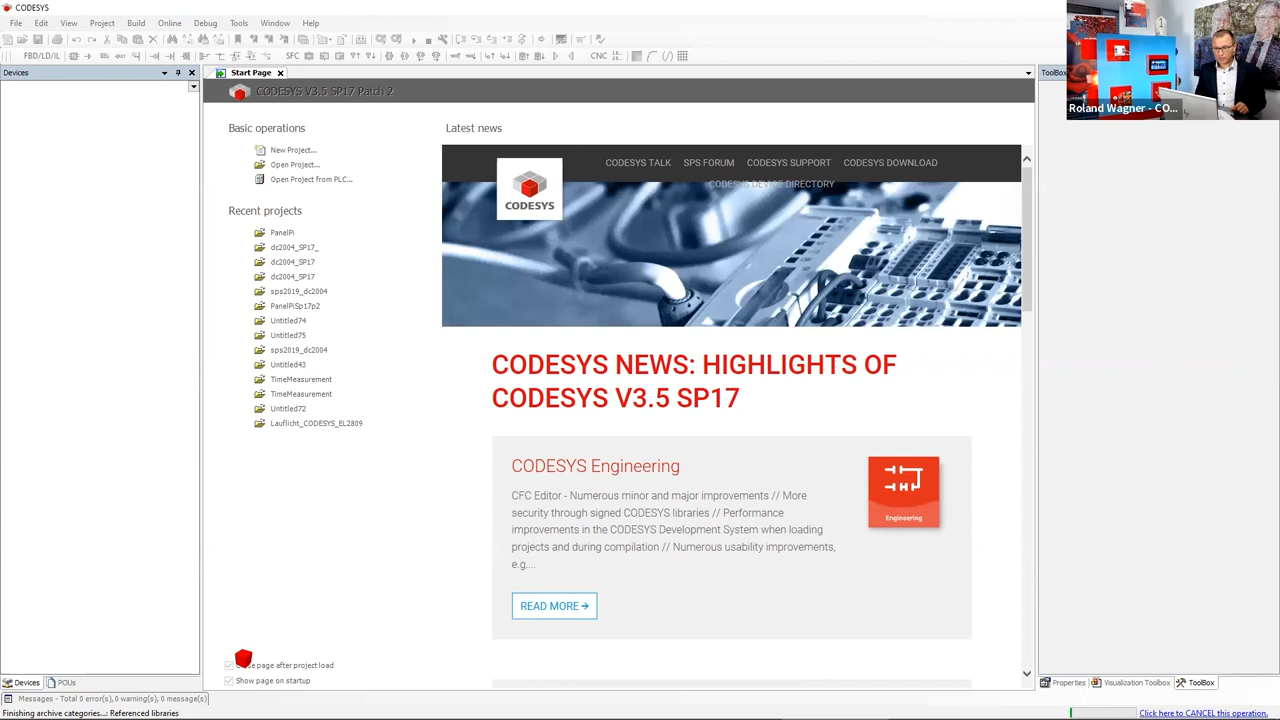 CODESYS
File Edit View Project Build Online Debug Tools Window Help
FBD/LD/IL SFC CNC
Devices
Start Page
ToolBox
CODESYS V3.5 SP17 Patch 2
Basic operations
New Project...
Open Project...
Open Project from PLC...
Recent projects
PanelPi
dc2004_SP17_
dc2004_SP17
dc2004_SP17
sps2019_dc2004
PanelPiSp17p2
Untitled74
Untitled75
sps2019_dc2004
Untitled43
TimeMeasurement
TimeMeasurement
Untitled72
Lauflicht_CODESYS_EL2809
page after project load
Show page on startup
Latest news
CODESYS TALK SPS FORUM CODESYS SUPPORT CODESYS DOWNLOAD
CODESYS DEVICE DIRECTORY
CODESYS
CODESYS NEWS: HIGHLIGHTS OF
CODESYS V3.5 SP17
CODESYS Engineering
CFC Editor - Numerous minor and major improvements // More
security through signed CODESYS libraries // Performance
improvements in the CODESYS Development System when loading
projects and during compilation // Numerous usability improvements,
e.g....
Engineering
READ MORE →
Roland Wagner - CO...
Devices POUs
Properties Visualization Toolbox ToolBox
Messages - Total 0 error(s), 0 warning(s), 0 message(s)
Finishing archive categories...: Referenced libraries
Click here to CANCEL this operation.